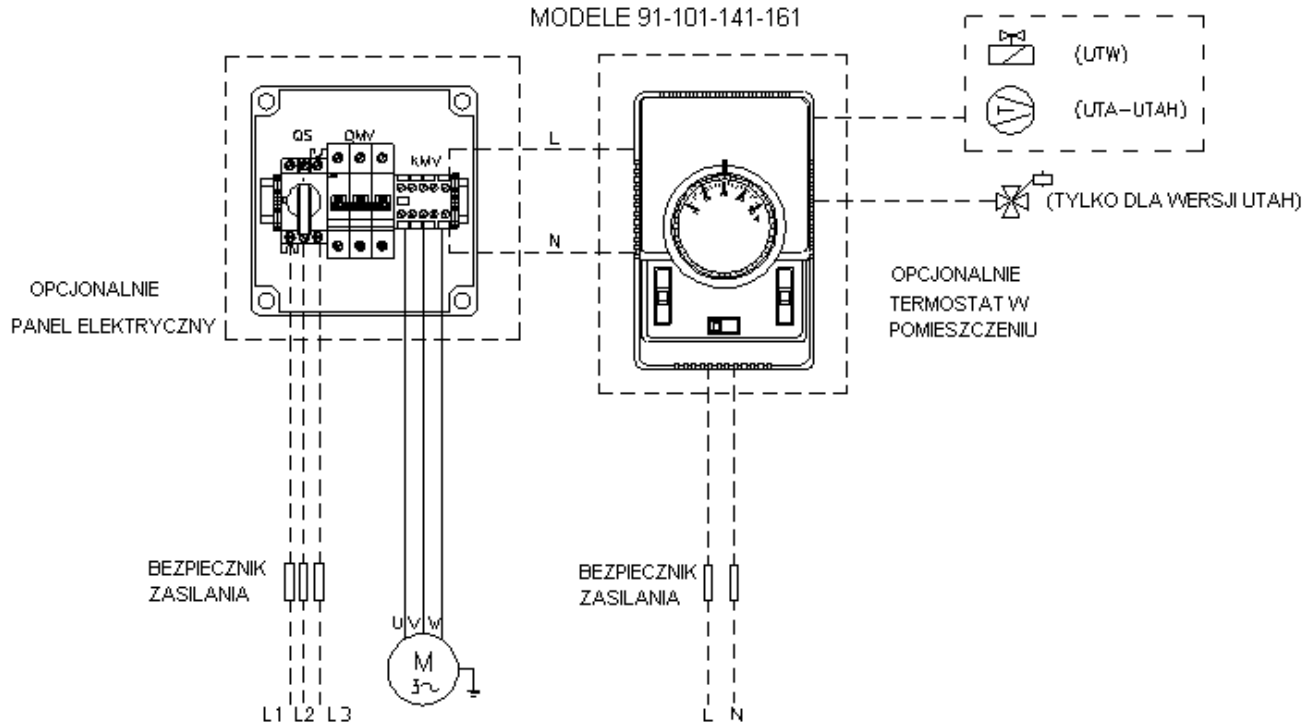 MODELE 91-101-141-161
(UTW)
(UTA-UTAH)
(TYLKO DLA WERSJI UTAH)
QS
QMV
KMV
L
N
OPCJONALNIE
PANEL ELEKTRYCZNY
OPCJONALNIE
TERMOSTAT W
POMIESZCZENIU
BEZPIECZNIK
ZASILANIA
BEZPIECZNIK
ZASILANIA
U V W
M
3~
L1 L2 L3
L N